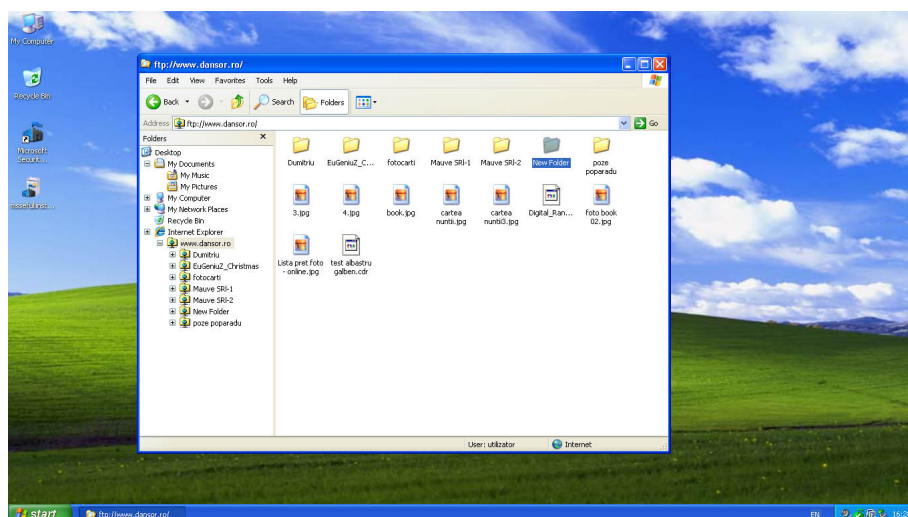 My Computer
Recycle Bin
Microsoft
Securit...
ftp://www.dansor.ro/
File Edit View Favorites Tools Help
Back Search Folders
Address ftp://www.dansor.ro/ Go
Folders
Desktop
My Documents
My Music
My Pictures
My Computer
My Network Places
Recycle Bin
Internet Explorer
www.dansor.ro
Dumitriu
EuGeniuZ_Christmas
fotocarti
Mauve SRl-1
Mauve SRl-2
New Folder
poze poparadu
Dumitriu EuGeniuZ_C... fotocarti Mauve SRl-1 Mauve SRl-2 New Folder poze
poparadu
3.jpg 4.jpg book.jpg cartea
nuntii.jpg
cartea
nuntii3.jpg
Digital_Ran... foto book
02.jpg
Lista pret foto
- online.jpg
test albastru
galben.cdr
User: utilizator Internet
start ftp://www.dansor.ro/ EN